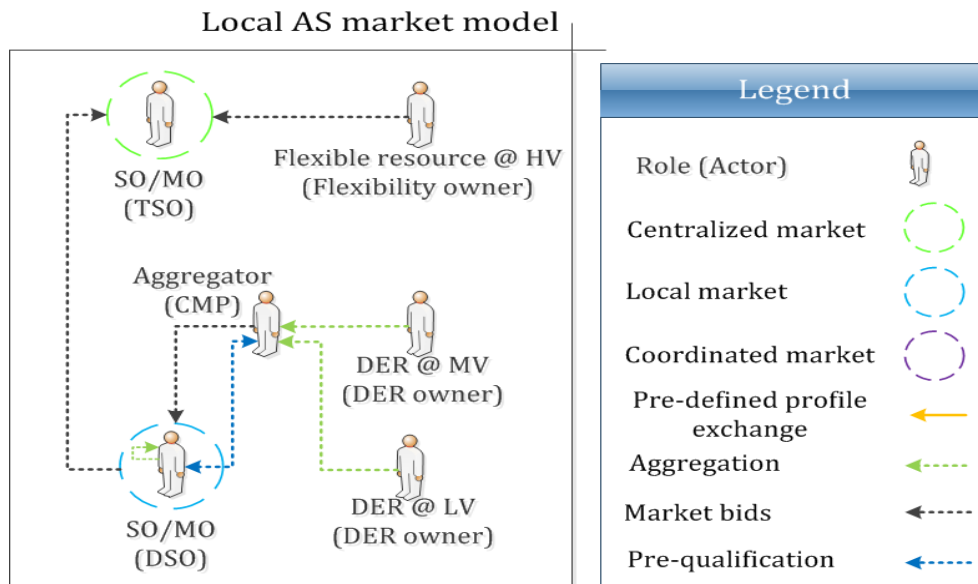 Local AS market model
SO/MO
(TSO)
Flexible resource @ HV
(Flexibility owner)
Aggregator
(CMP)
DER @ MV
(DER owner)
SO/MO
(DSO)
DER @ LV
(DER owner)
Legend
Role (Actor)
Centralized market
Local market
Coordinated market
Pre-defined profile
exchange
Aggregation
Market bids
Pre-qualification